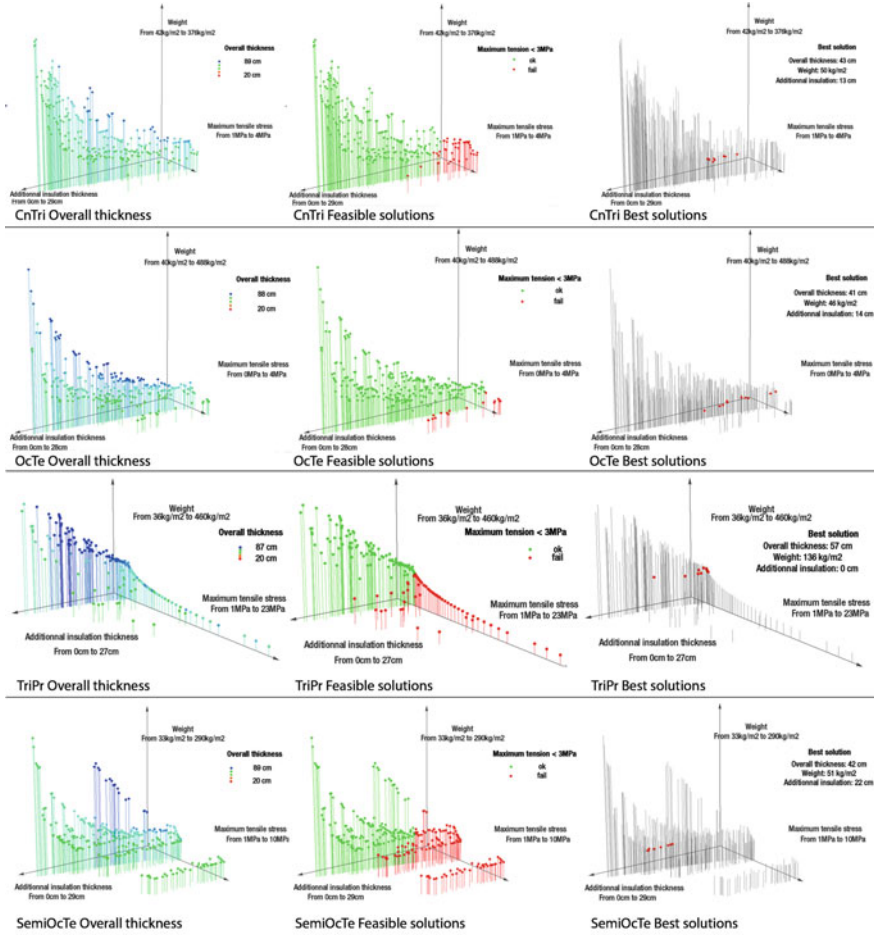 Weight
From 42kg/m2 to 376kg/m2
Overall thickness
89 cm
20 cm
Maximum tensile stress
From 1MPa to 4MPa
Additionnal insulation thickness
From 0cm to 29cm
CnTri Overall thickness
Weight
From 42kg/m2 to 376kg/m2
Maximum tension < 3MPa
ok
fail
Maximum tensile stress
From 1MPa to 4MPa
Additionnal insulation thickness
From 0cm to 29cm
CnTri Feasible solutions
Weight
From 42kg/m2 to 376kg/m2
Best solution
Overall thickness: 43 cm
Weight: 50 kg/m2
Additionnal insulation: 13 cm
Maximum tensile stress
From 1MPa to 4MPa
Additionnal insulation thickness
From 0cm to 29cm
CnTri Best solutions
Weight
From 40kg/m2 to 488kg/m2
Overall thickness
88 cm
20 cm
Maximum tensile stress
From 0MPa to 4MPa
Additionnal insulation thickness
From 0cm to 28cm
OcTe Overall thickness
Weight
From 40kg/m2 to 488kg/m2
Maximum tension < 3MPa
ok
fail
Maximum tensile stress
From 0MPa to 4MPa
Additionnal insulation thickness
From 0cm to 28cm
OcTe Feasible solutions
Weight
From 40kg/m2 to 488kg/m2
Best solution
Overall thickness: 41 cm
Weight: 46 kg/m2
Additionnal insulation: 14 cm
Maximum tensile stress
From 0MPa to 4MPa
Additionnal insulation thickness
From 0cm to 28cm
OcTe Best solutions
Weight
From 36kg/m2 to 460kg/m2
Overall thickness
87 cm
20 cm
Maximum tensile stress
From 1MPa to 23MPa
Additionnal insulation thickness
From 0cm to 27cm
TriPr Overall thickness
Weight
From 36kg/m2 to 460kg/m2
Maximum tension < 3MPa
ok
fail
Maximum tensile stress
From 1MPa to 23MPa
Additionnal insulation thickness
From 0cm to 27cm
TriPr Feasible solutions
Weight
From 36kg/m2 to 460kg/m2
Best solution
Overall thickness: 57 cm
Weight: 136 kg/m2
Additionnal insulation: 0 cm
Maximum tensile stress
From 1MPa to 23MPa
Additionnal insulation thickness
From 0cm to 27cm
TriPr Best solutions
Weight
From 33kg/m2 to 290kg/m2
Overall thickness
89 cm
20 cm
Maximum tensile stress
From 1MPa to 10MPa
Additionnal insulation thickness
From 0cm to 29cm
SemiOcTe Overall thickness
Weight
From 33kg/m2 to 290kg/m2
Maximum tension < 3MPa
ok
fail
Maximum tensile stress
From 1MPa to 10MPa
Additionnal insulation thickness
From 0cm to 29cm
SemiOcTe Feasible solutions
Weight
From 33kg/m2 to 290kg/m2
Best solution
Overall thickness: 42 cm
Weight: 51 kg/m2
Additionnal insulation: 22 cm
Maximum tensile stress
From 1MPa to 10MPa
Additionnal insulation thickness
From 0cm to 29cm
SemiOcTe Best solutions